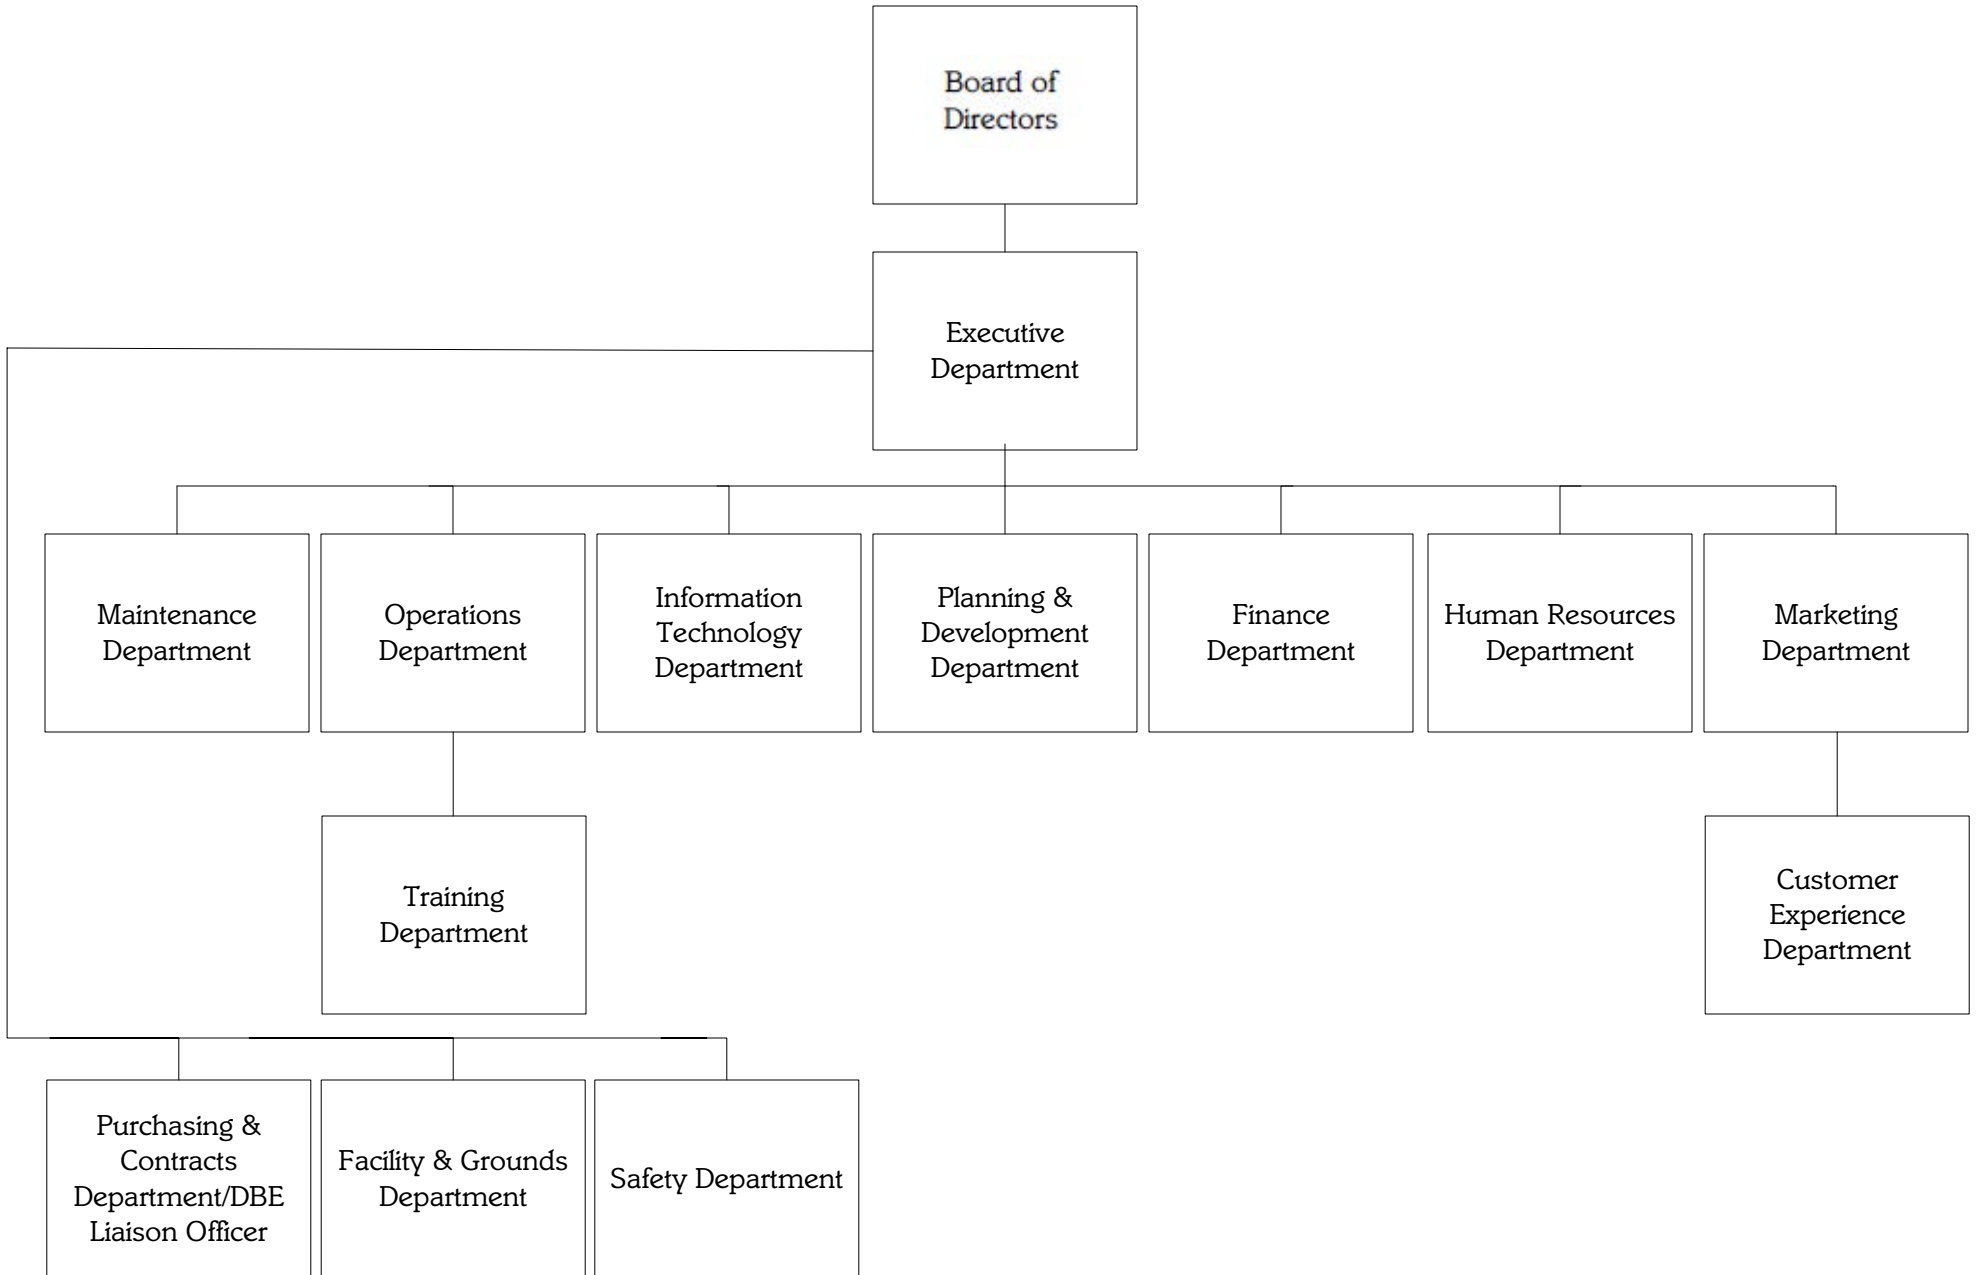 Board of
Directors
Executive
Department
Maintenance
Department
Operations
Department
Information
Technology
Department
Planning &
Development
Department
Finance
Department
Human Resources
Department
Marketing
Department
Training
Department
Customer
Experience
Department
Purchasing &
Contracts
Department/DBE
Liaison Officer
Facility & Grounds
Department
Safety Department